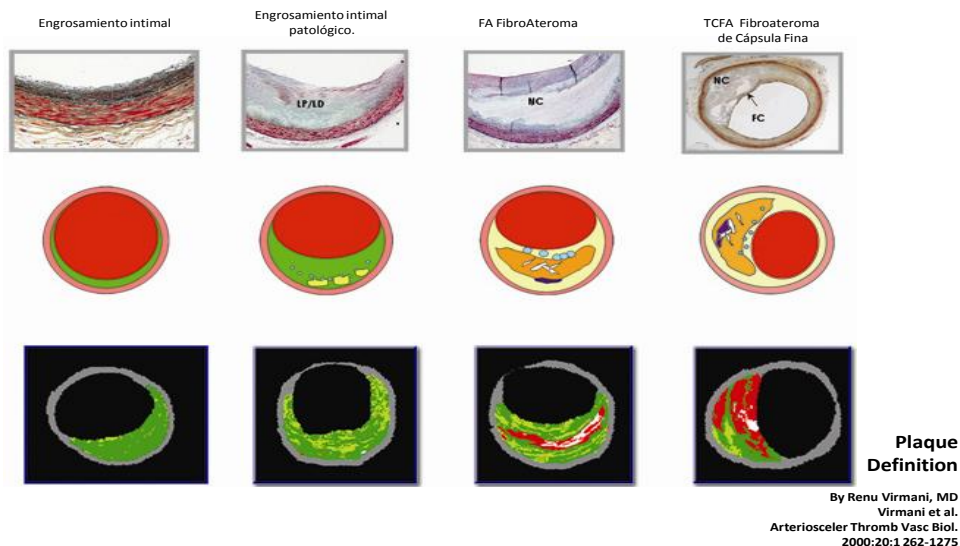 Engrosamiento intimal
Engrosamiento intimal
patológico.
FA FibroAteroma
TCFA Fibroateroma
de Cápsula Fina
LP/LD
NC
NC
FC
Plaque
Definition
By Renu Virmani, MD
Virmani et al.
Arterioscler Thromb Vasc Biol.
2000:20:1 262-1275